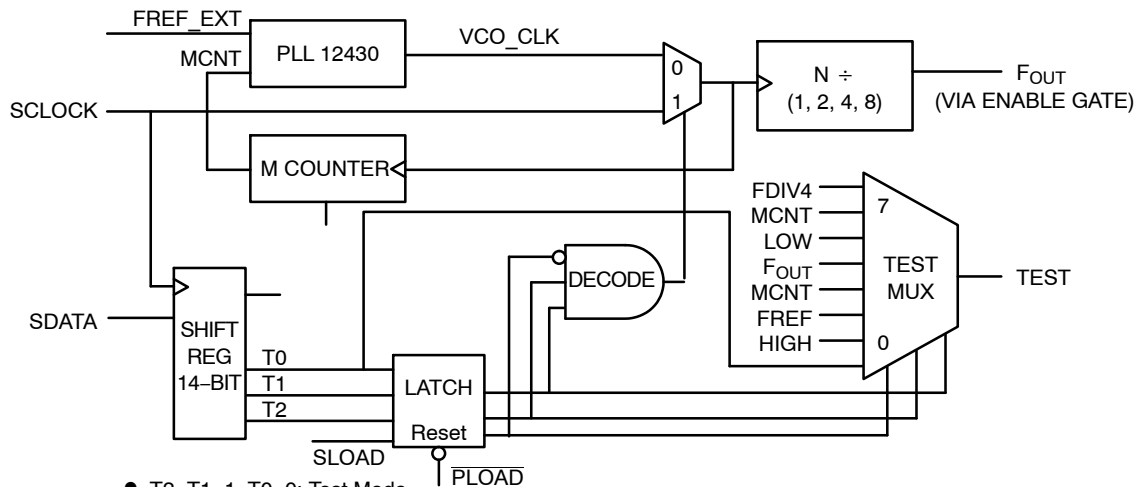 FREF_EXT
MCNT
PLL 12430
VCO_CLK
SCLOCK
0
1
N ÷
(1, 2, 4, 8)
FOUT
(VIA ENABLE GATE)
M COUNTER
FDIV4
MCNT
LOW
FOUT
MCNT
FREF
HIGH
7
TEST
MUX
0
TEST
DECODE
SDATA
SHIFT
REG
14–BIT
T0
T1
T2
LATCH
Reset
SLOAD
PLOAD